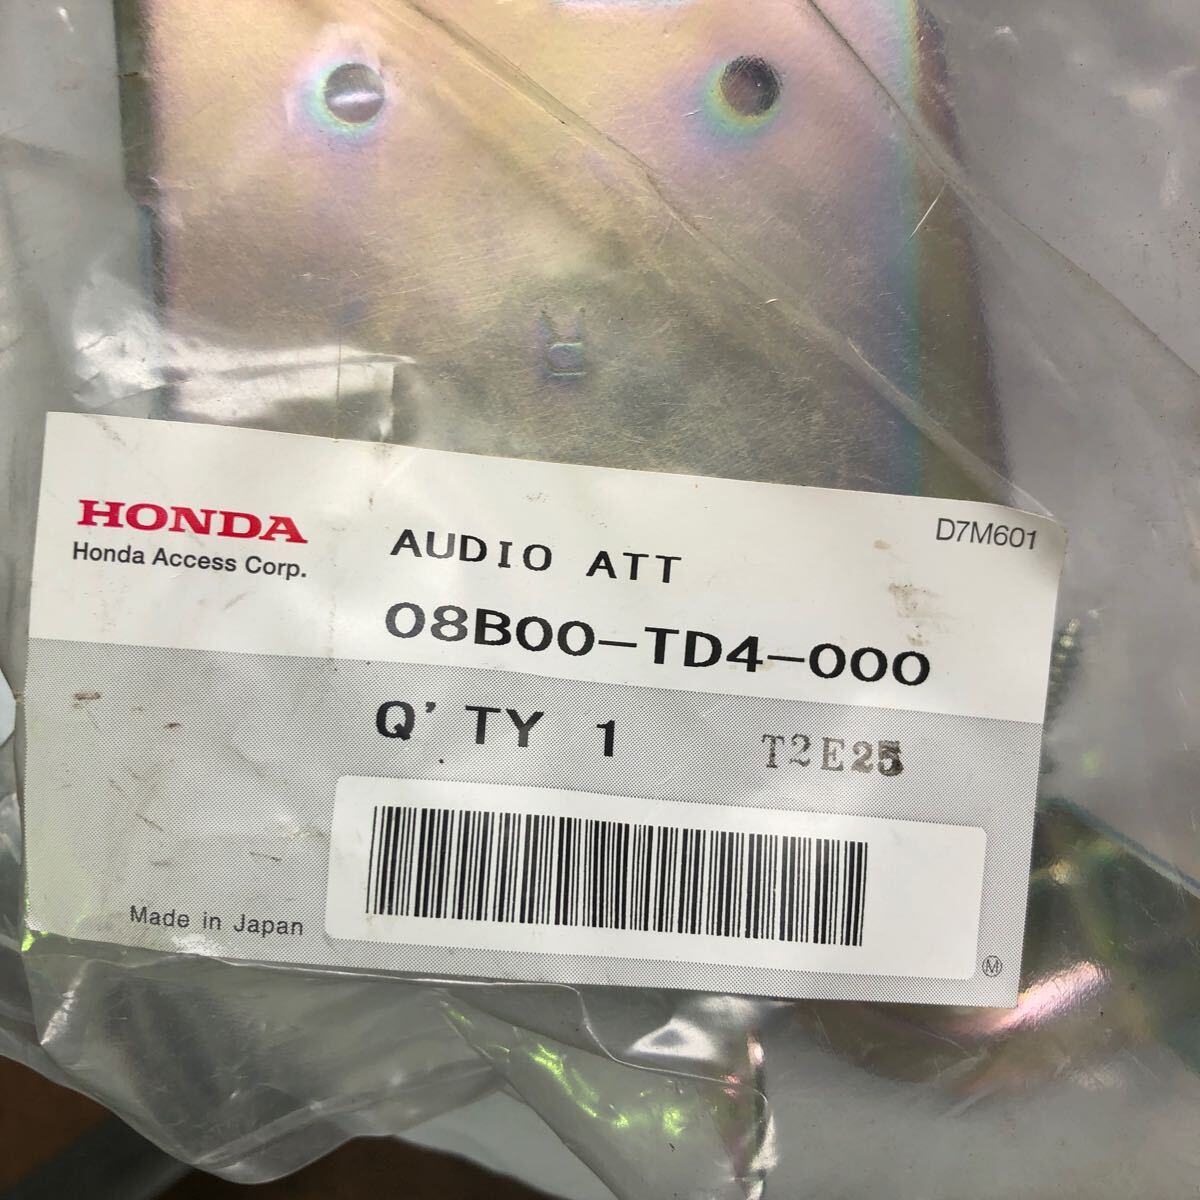 HONDA
Honda Access Corp.
D7M601
AUDIO ATT
08B00-TD4-000
Q'TY 1
T2E25
Made in Japan
Ⓜ